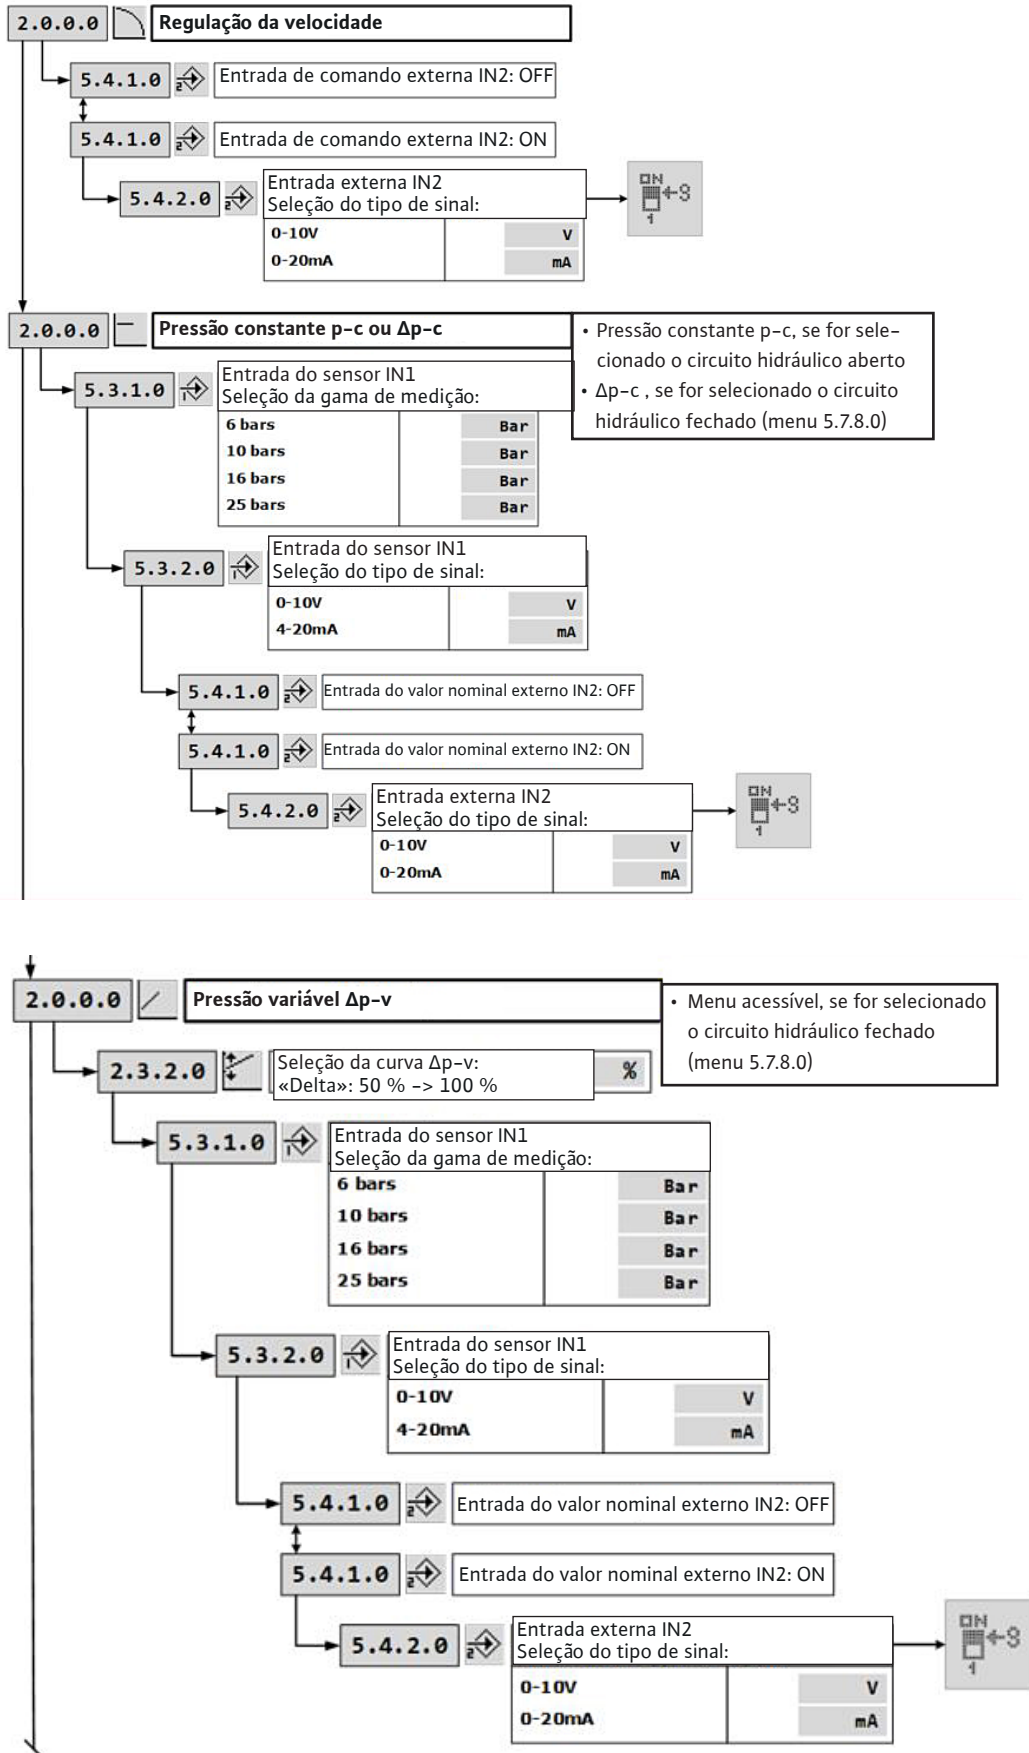 2.0.0.0 Regulação da velocidade
5.4.1.0 2 Entrada de comando externa IN2: OFF
5.4.1.0 2 Entrada de comando externa IN2: ON
5.4.2.0 2 Entrada externa IN2
Seleção do tipo de sinal:
ON
1
0-10V V
0-20mA mA
2.0.0.0 Pressão constante p-c ou Δp-c
• Pressão constante p-c, se for sele-
cionado o circuito hidráulico aberto
• Δp-c , se for selecionado o circuito
hidráulico fechado (menu 5.7.8.0)
5.3.1.0 1 Entrada do sensor IN1
Seleção da gama de medição:
6 bars Bar
10 bars Bar
16 bars Bar
25 bars Bar
5.3.2.0 1 Entrada do sensor IN1
Seleção do tipo de sinal:
0-10V V
4-20mA mA
5.4.1.0 2 Entrada do valor nominal externo IN2: OFF
5.4.1.0 2 Entrada do valor nominal externo IN2: ON
5.4.2.0 2 Entrada externa IN2
Seleção do tipo de sinal:
ON
1
0-10V V
0-20mA mA
2.0.0.0 Pressão variável Δp-v
• Menu acessível, se for selecionado
o circuito hidráulico fechado
(menu 5.7.8.0)
2.3.2.0 Seleção da curva Δp-v:
«Delta»: 50 % -> 100 % %
5.3.1.0 1 Entrada do sensor IN1
Seleção da gama de medição:
6 bars Bar
10 bars Bar
16 bars Bar
25 bars Bar
5.3.2.0 1 Entrada do sensor IN1
Seleção do tipo de sinal:
0-10V V
4-20mA mA
5.4.1.0 2 Entrada do valor nominal externo IN2: OFF
5.4.1.0 2 Entrada do valor nominal externo IN2: ON
5.4.2.0 2 Entrada externa IN2
Seleção do tipo de sinal:
ON
1
0-10V V
0-20mA mA